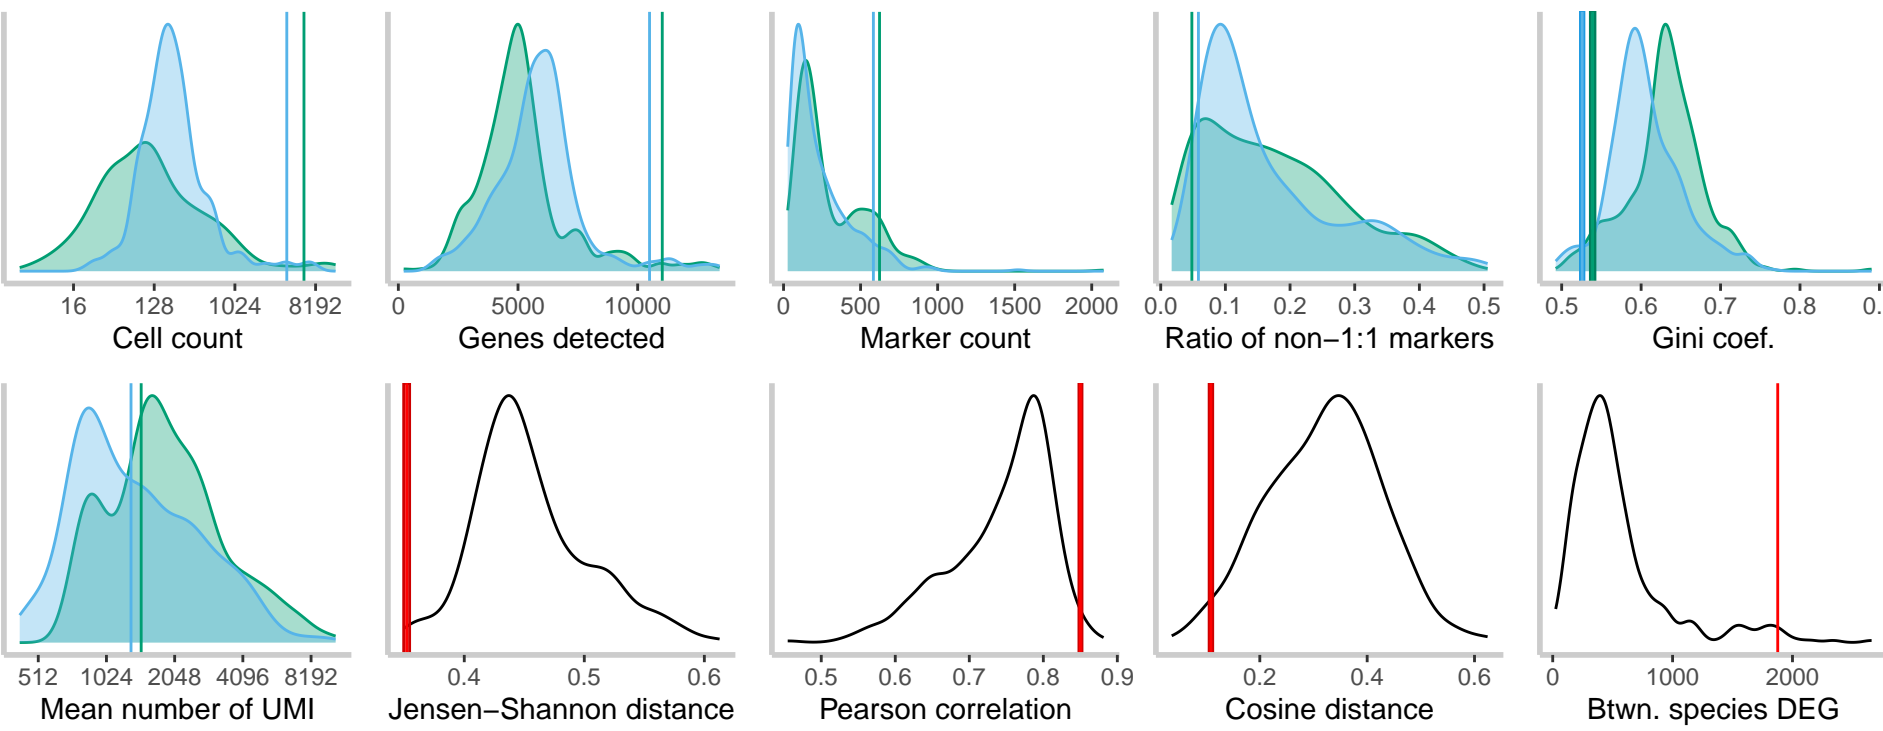 16 128 1024 8192
Cell count
0 5000 10000
Genes detected
0 500 1000 1500 2000
Marker count
0.0 0.1 0.2 0.3 0.4 0.5
Ratio of non−1:1 markers
0.5 0.6 0.7 0.8 0.
Gini coef.
512 1024 2048 4096 8192
Mean number of UMI
0.4 0.5 0.6
Jensen−Shannon distance
0.5 0.6 0.7 0.8 0.9
Pearson correlation
0.2 0.4 0.6
Cosine distance
0 1000 2000
Btwn. species DEG